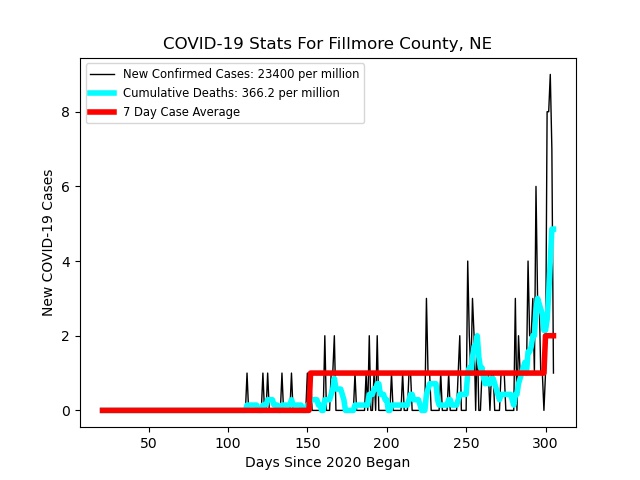 COVID-19 Stats For Fillmore County, NE
New Confirmed Cases: 23400 per million
Cumulative Deaths: 366.2 per million
7 Day Case Average
New COVID-19 Cases
8
6
4
2
0
50 100 150 200 250 300
Days Since 2020 Began